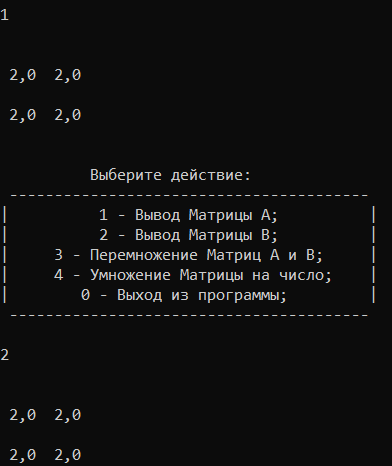 1
2,0 2,0
2,0 2,0
Выберите действие:
----------------------------------------
| 1 - Вывод Матрицы A; |
| 2 - Вывод Матрицы B; |
| 3 - Перемножение Матриц A и B; |
| 4 - Умножение Матрицы на число; |
| 0 - Выход из программы; |
----------------------------------------
2
2,0 2,0
2,0 2,0